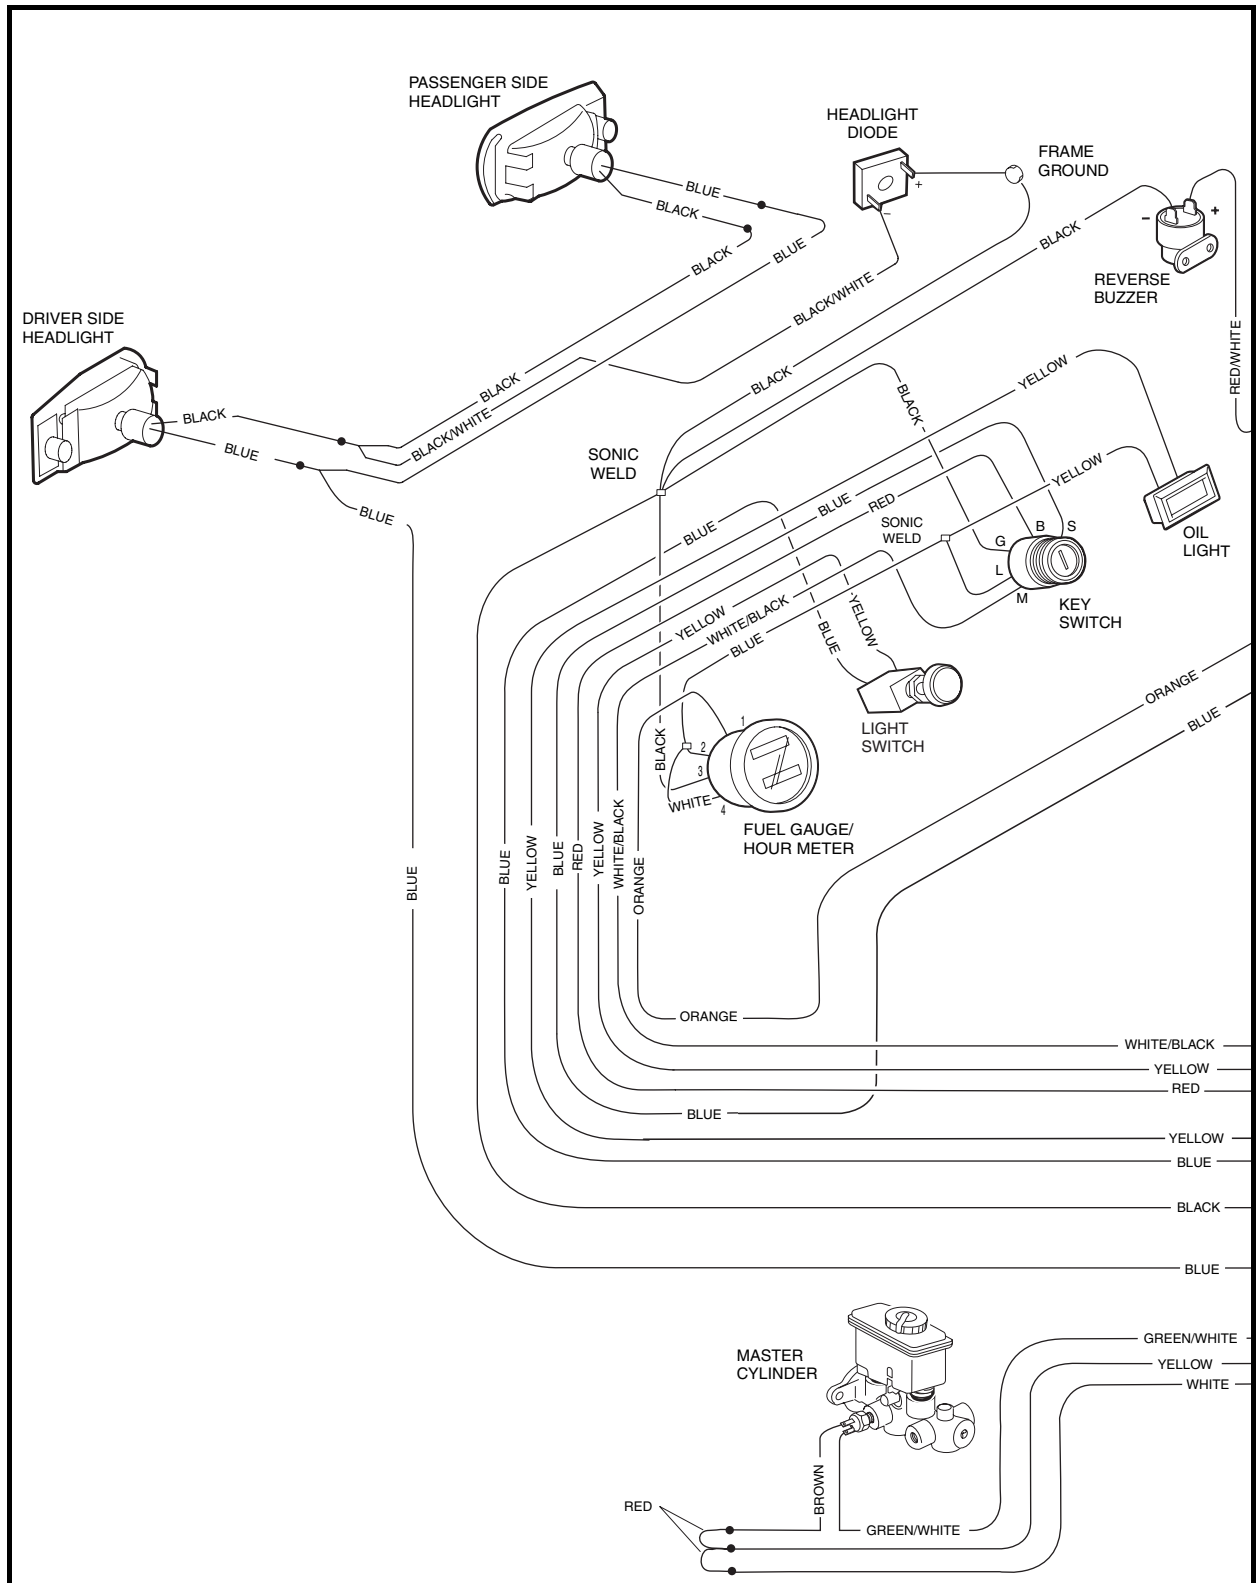 PASSENGER SIDE
HEADLIGHT
HEADLIGHT
DIODE
FRAME
GROUND
+
−
BLUE
BLACK
−
+
BLACK
BLUE
BLACK
REVERSE
BUZZER
BLACK/WHITE
RED/WHITE
DRIVER SIDE
HEADLIGHT
BLACK
BLACK
YELLOW
BLACK
BLACK
BLACK/WHITE
BLUE
SONIC
WELD
YELLOW
BLUE
RED
BLUE
BLUE
SONIC
WELD
B
S
G
L
M
OIL
LIGHT
KEY
SWITCH
YELLOW
WHITE/BLACK
BLUE
YELLOW
BLUE
ORANGE
BLUE
LIGHT
SWITCH
BLACK
1
2
3
4
WHITE
FUEL GAUGE/
HOUR METER
BLUE
BLUE
YELLOW
BLUE
RED
YELLOW
WHITE/BLACK
ORANGE
ORANGE
WHITE/BLACK
YELLOW
RED
BLUE
YELLOW
BLUE
BLACK
BLUE
MASTER
CYLINDER
GREEN/WHITE
YELLOW
WHITE
BROWN
RED
GREEN/WHITE